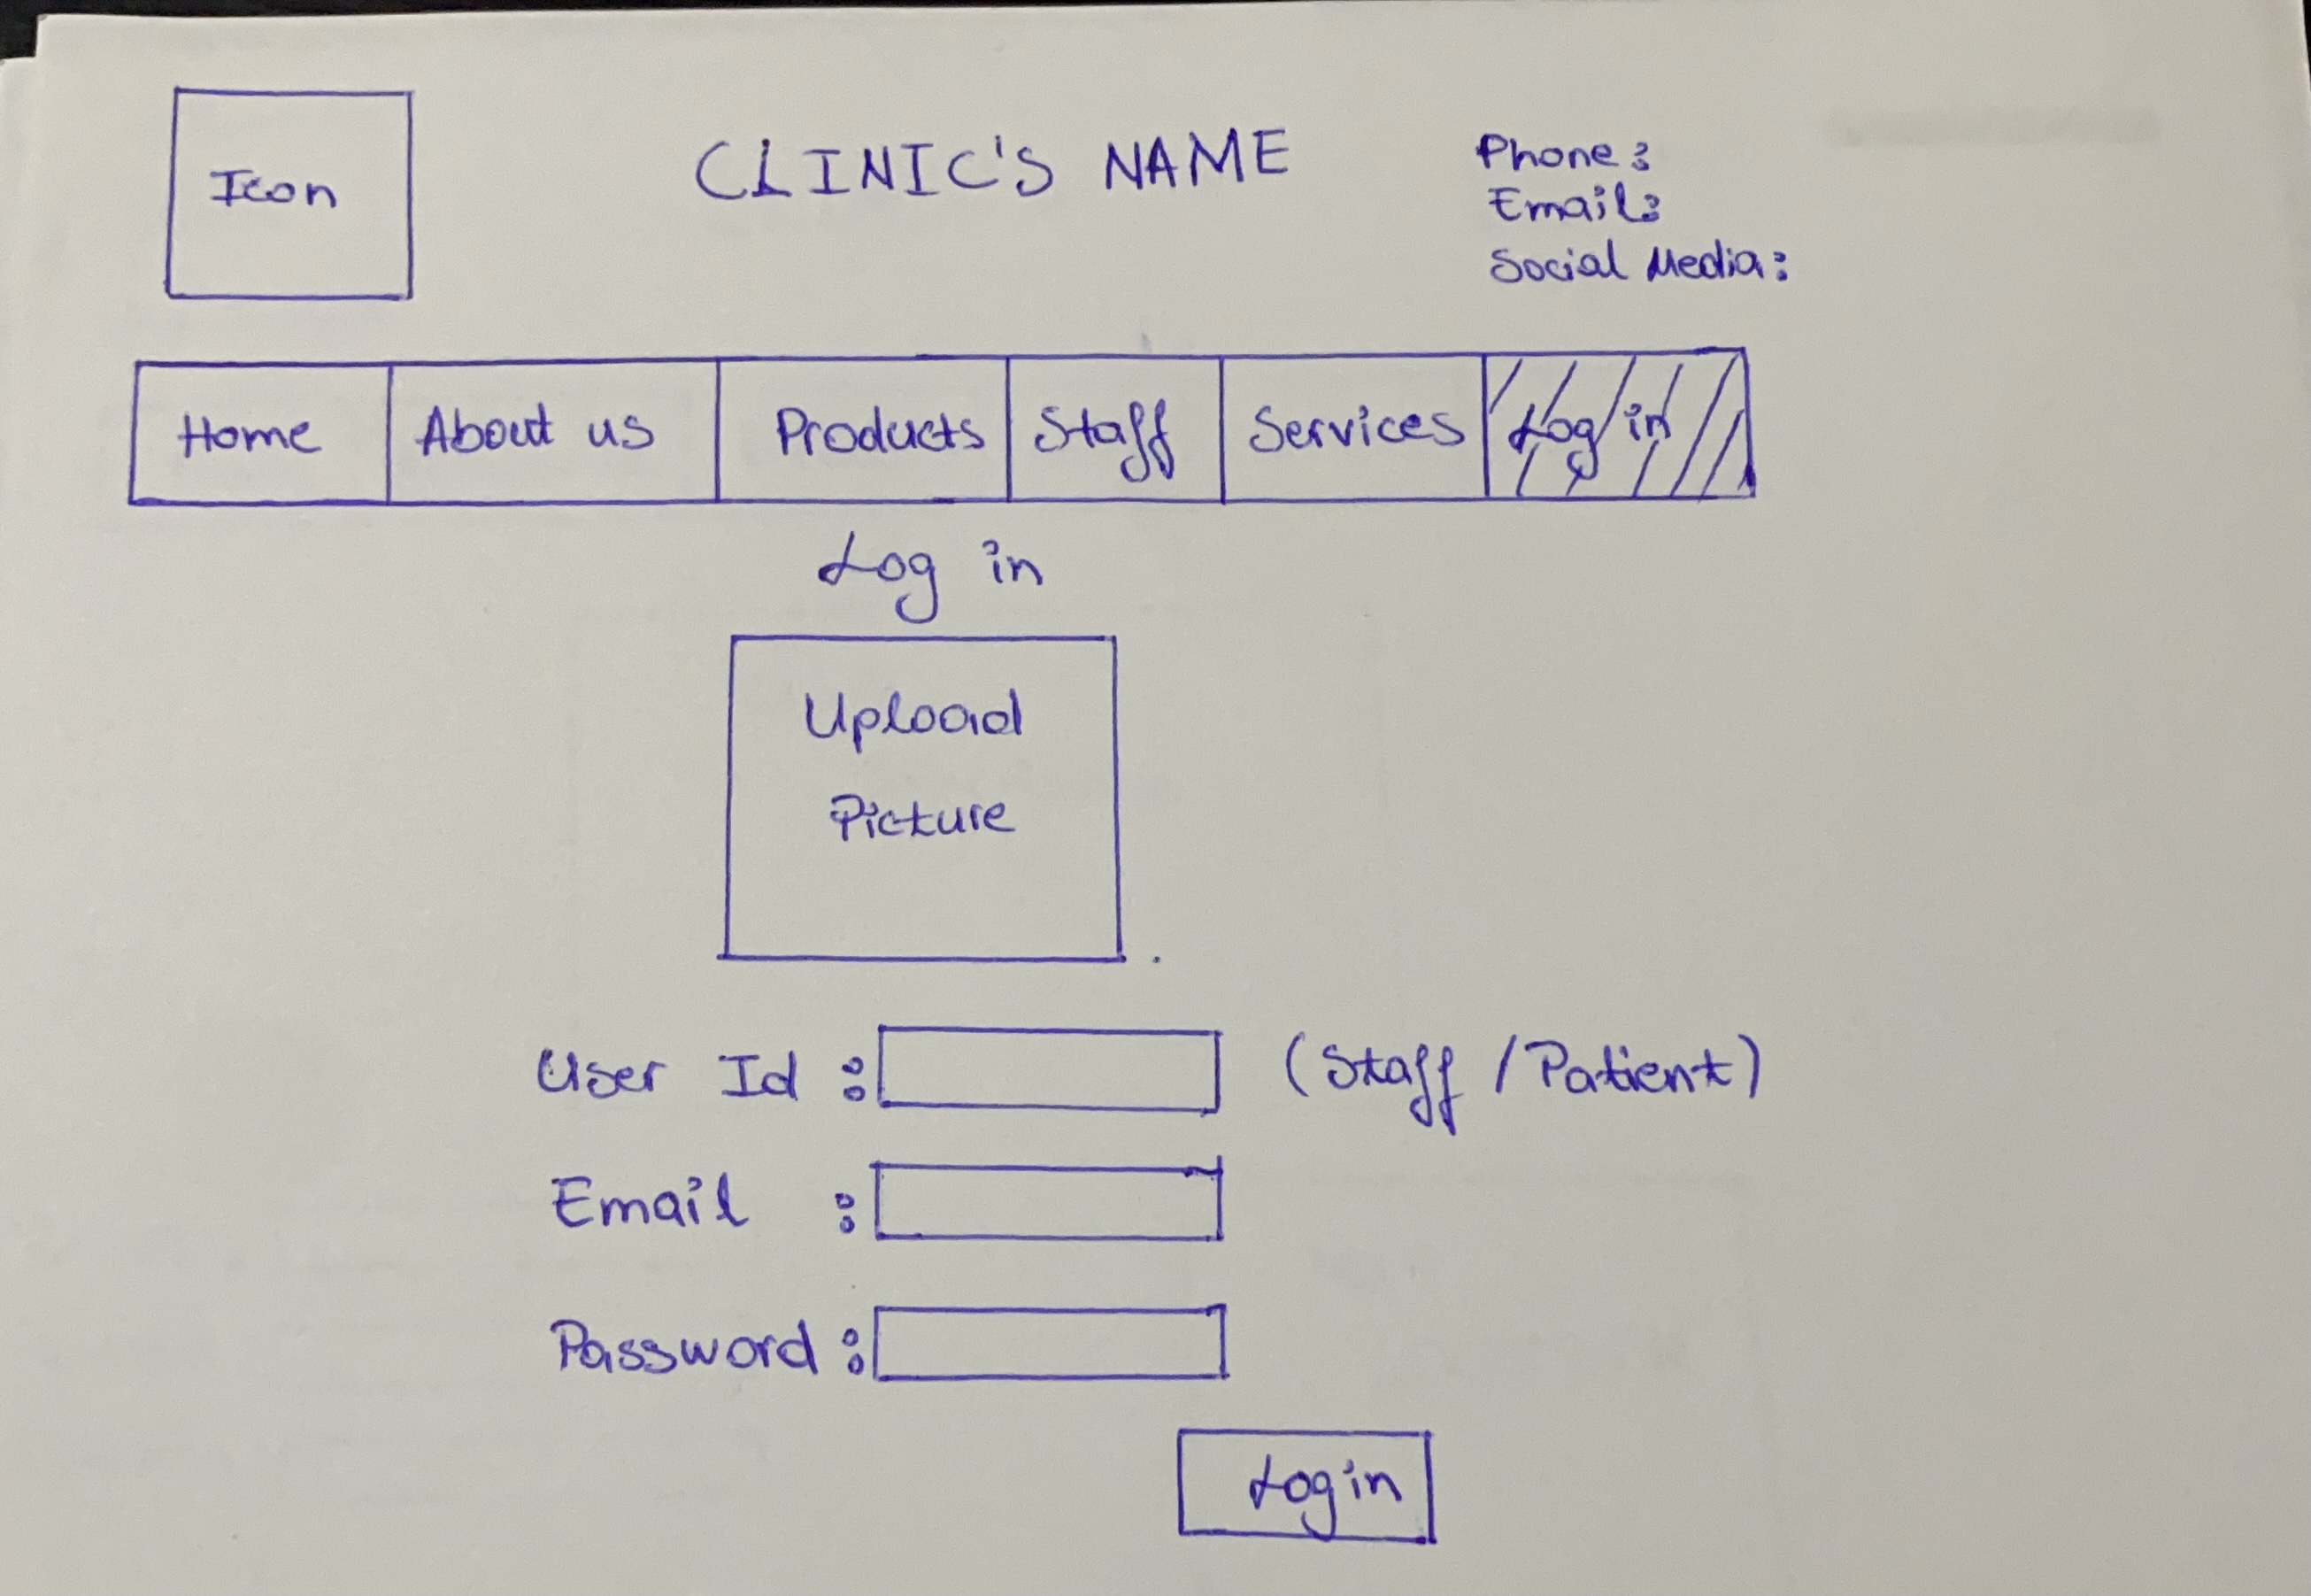 Icon
CLINIC'S NAME
Phone:
Email:
Social Media:
Home About us Products Staff Services Log in
Log in
Upload
Picture
User Id : (Staff / Patient)
Email :
Password :
Login